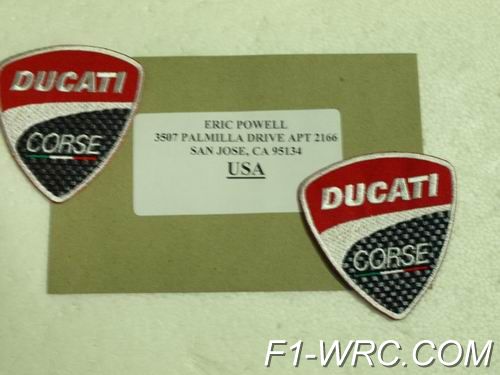 DUCATI
CORSE
ERIC POWELL
3507 PALMILLA DRIVE APT 2166
SAN JOSE, CA 95134
USA
DUCATI
CORSE
F1-WRC.COM